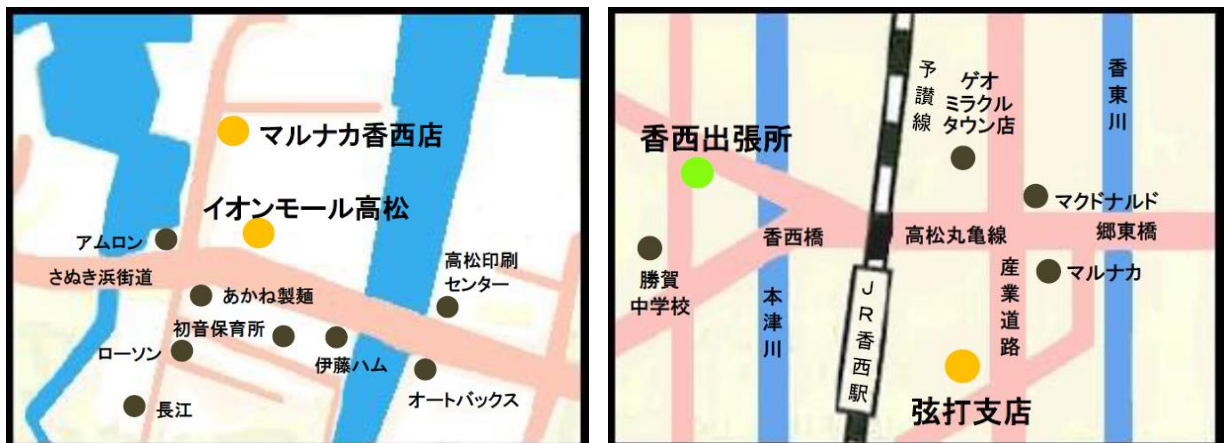 マルナカ香西店
イオンモール高松
アムロン
さぬき浜街道
高松印刷
センター
あかね製麺
初音保育所
ローソン
伊藤ハム
オートバックス
長江
予讃線
ゲオ
ミラクル
タウン店
香東川
香西出張所
マクドナルド
香西橋
高松丸亀線
郷東橋
勝賀
中学校
マルナカ
本津川
産業道路
JR香西駅
弦打支店